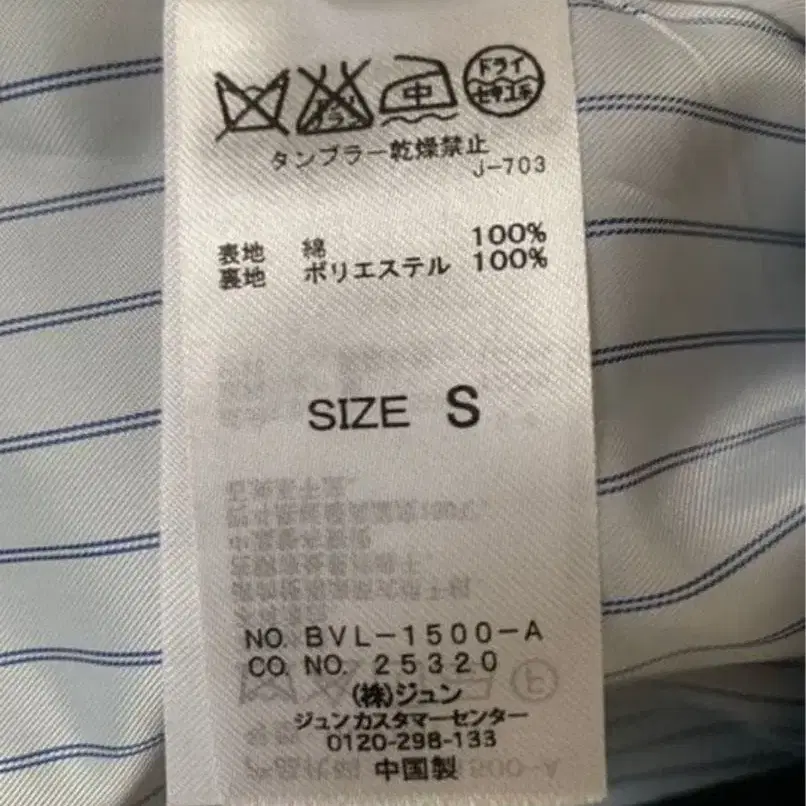 中
ドライ
セキユ系
タンブラー乾燥禁止
J-703
表地 綿 100%
裏地 ポリエステル 100%
SIZE S
NO. BVL-1500-A
CO. NO. 25320
(株)ジュン
ジュンカスタマーセンター
0120-298-133
中国製